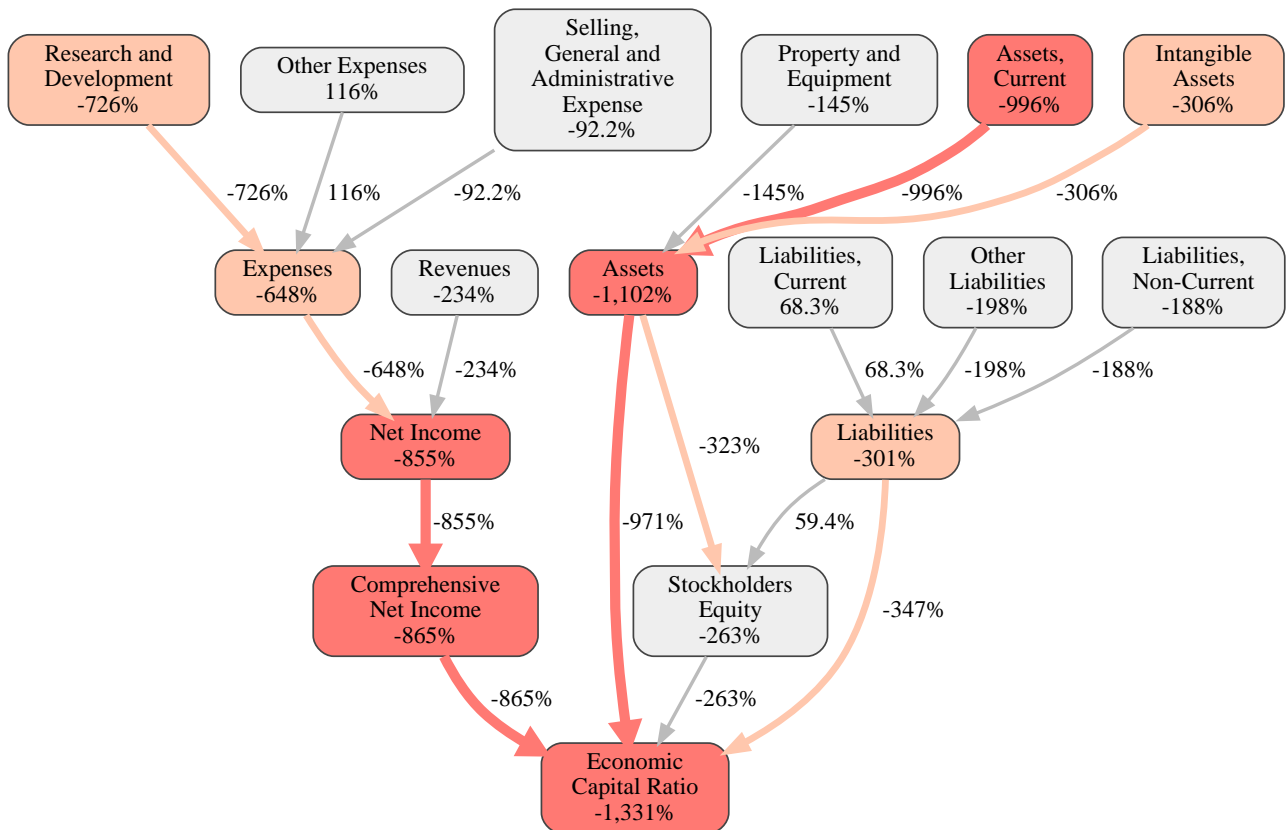 Research and
Development
-726%
Other Expenses
116%
Selling,
General and
Administrative
Expense
-92.2%
Property and
Equipment
-145%
Assets,
Current
-996%
Intangible
Assets
-306%
-726%
116%
-92.2%
-145%
-996%
-306%
Expenses
-648%
Revenues
-234%
Assets
-1,102%
Liabilities,
Current
68.3%
Other
Liabilities
-198%
Liabilities,
Non-Current
-188%
-648%
-234%
68.3%
-198%
-188%
Net Income
-855%
-323%
Liabilities
-301%
-855%
-971%
59.4%
Comprehensive
Net Income
-865%
Stockholders
Equity
-263%
-347%
-865%
-263%
Economic
Capital Ratio
-1,331%